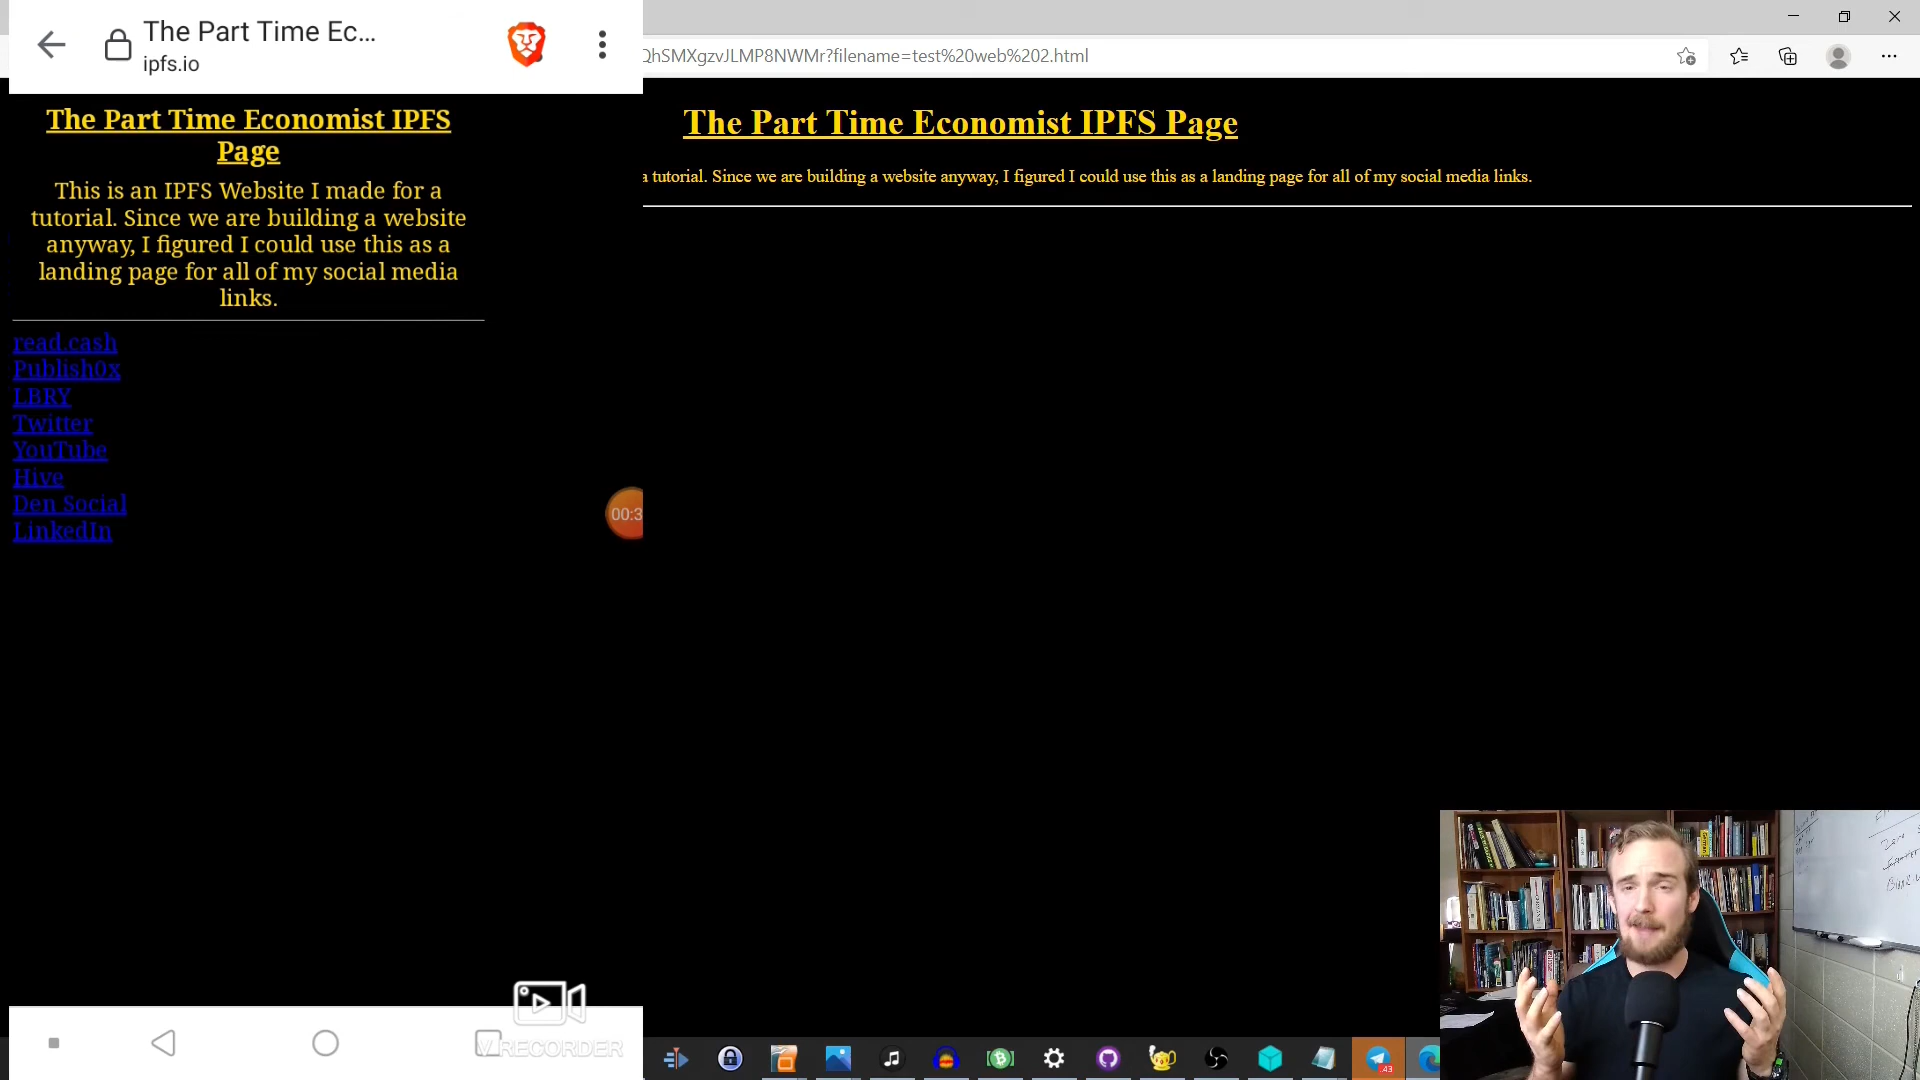 The Part Time Ec...
ipfs.io
QhSMXgzvJLMP8NWMr?filename=test%20web%202.html
The Part Time Economist IPFS
Page
This is an IPFS Website I made for a
tutorial. Since we are building a website
anyway, I figured I could use this as a
landing page for all of my social media
links.
read.cash
Publish0x
LBRY
Twitter
YouTube
Hive
Den Social
LinkedIn
00:3
The Part Time Economist IPFS Page
a tutorial. Since we are building a website anyway, I figured I could use this as a landing page for all of my social media links.
V RECORDER
43
Zero